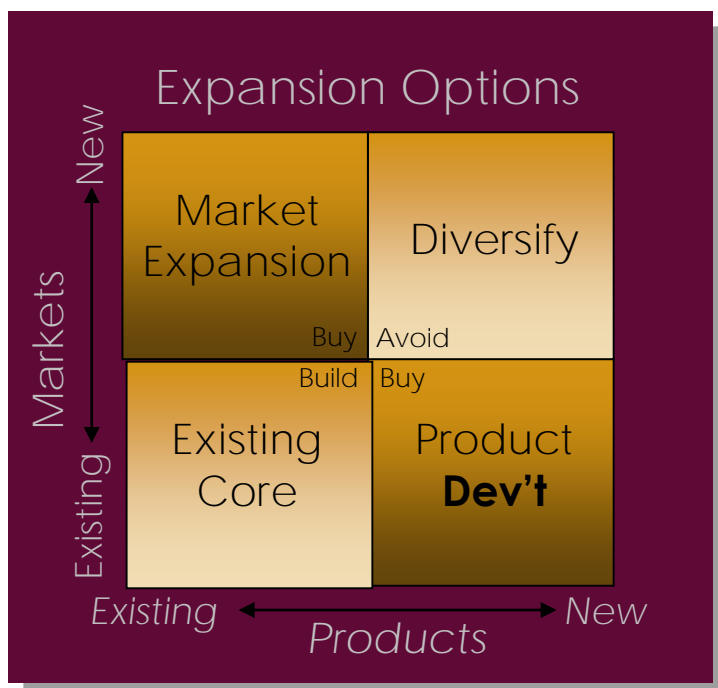 Expansion Options
New
Market
Expansion
Diversify
Buy
Avoid
Markets
Build
Buy
Existing
Core
Product
Dev't
Existing
Existing
New
Products